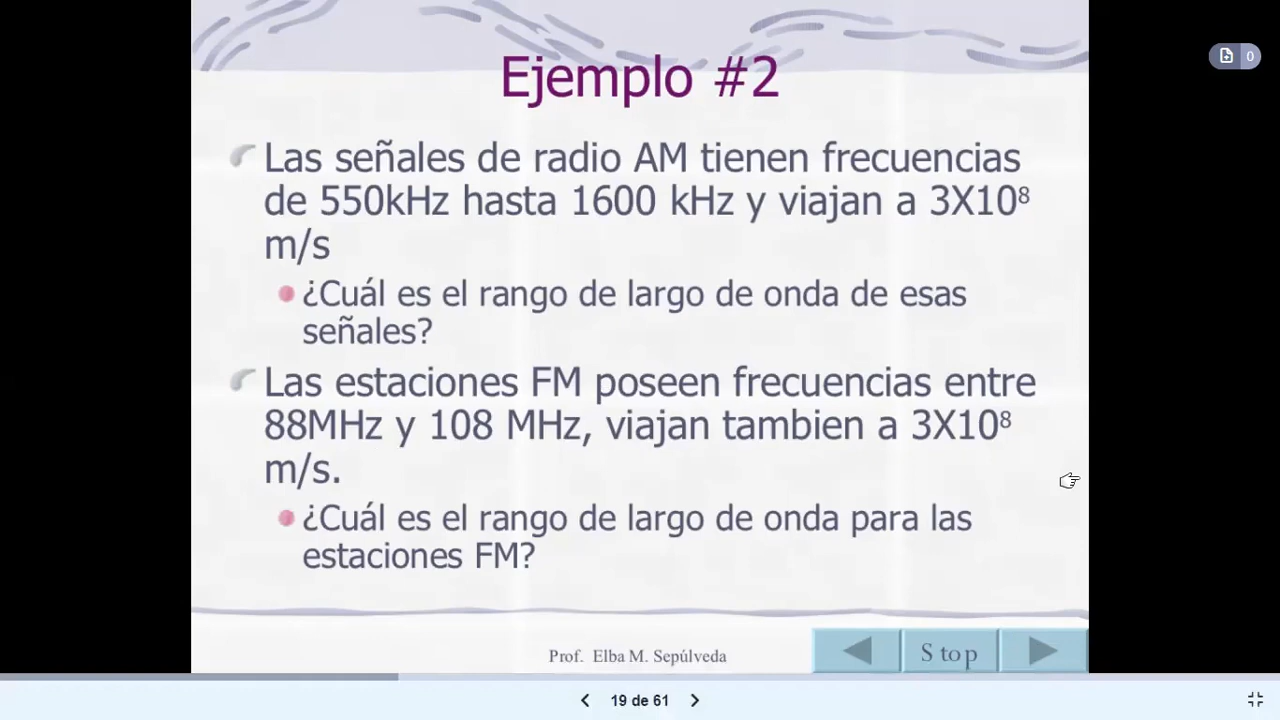 0
Ejemplo #2
Las señales de radio AM tienen frecuencias
de 550kHz hasta 1600 kHz y viajan a 3X10⁸
m/s
¿Cuál es el rango de largo de onda de esas
señales?
Las estaciones FM poseen frecuencias entre
88MHz y 108 MHz, viajan tambien a 3X10⁸
m/s.
¿Cuál es el rango de largo de onda para las
estaciones FM?
Prof. Elba M. Sepúlveda
Stop
19 de 61